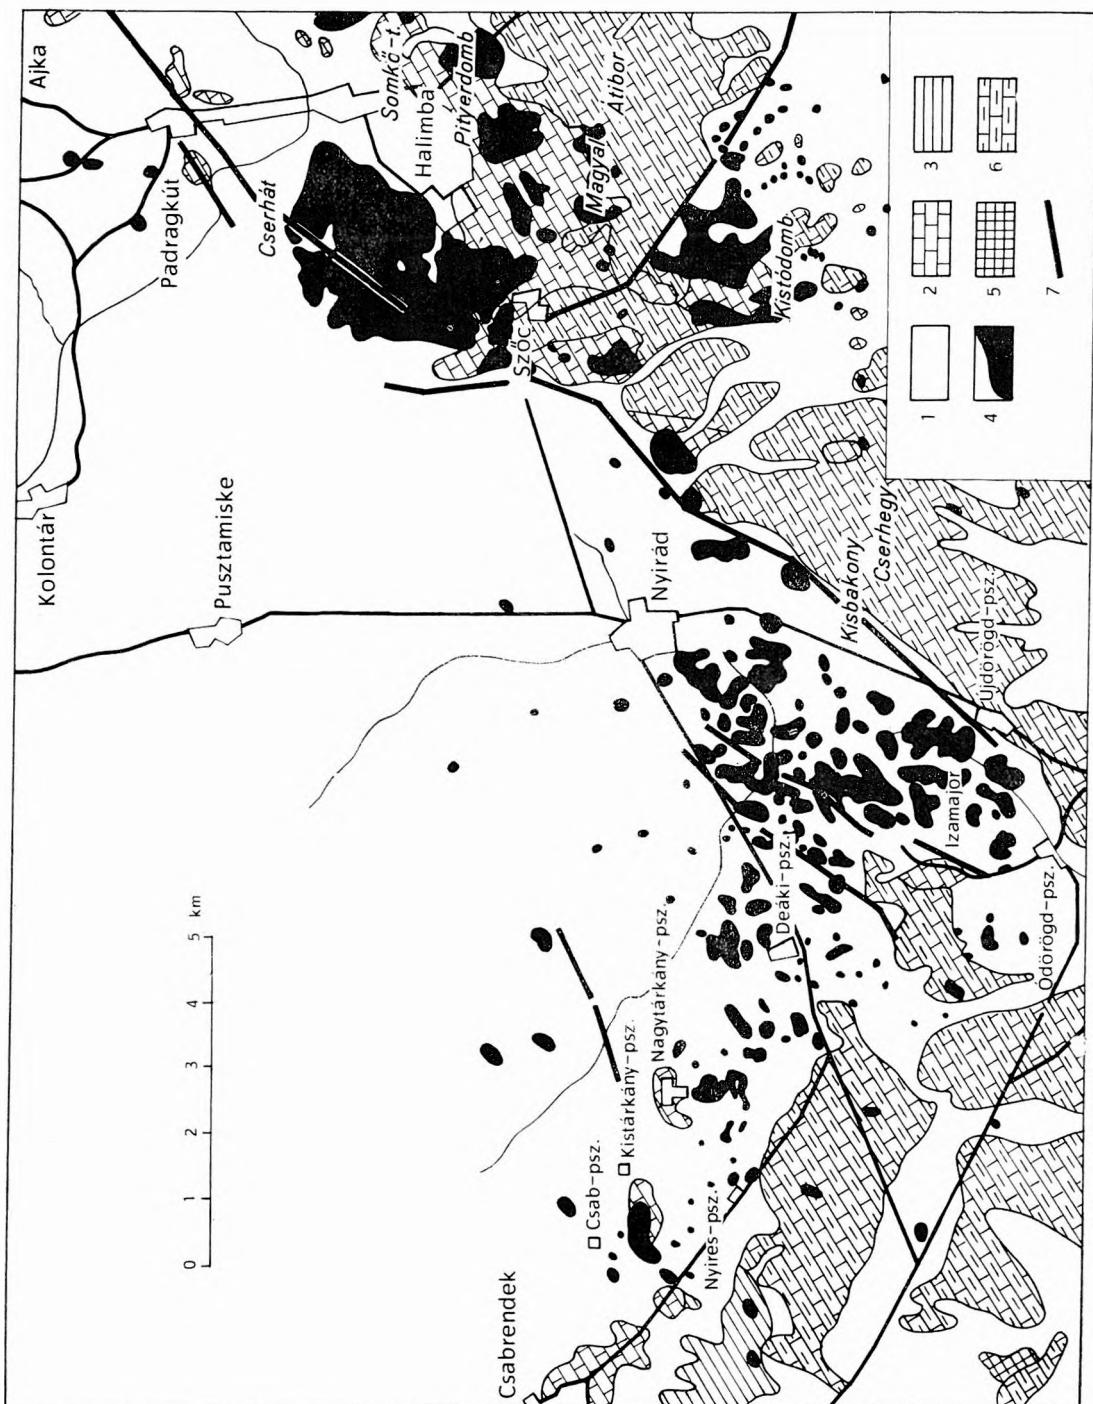 Ajka
Kolontár
Padragkút
Pusztamiske
Cserhát
Somkő-t.
Halimba
Pityerdomb
Szőc
Magyal
Atibor
Kistódomb
Nyirád
Kisbakony
Cserhegy
Ujdörögd-psz.
Izamajor
Deáki-psz.
Ódörögd-psz.
Nagytárkány-psz.
Kistárkány-psz.
Csab-psz.
Nyires-psz.
Csabrendek
0 1 2 3 4 5 km
1
2
3
4
5
6
7